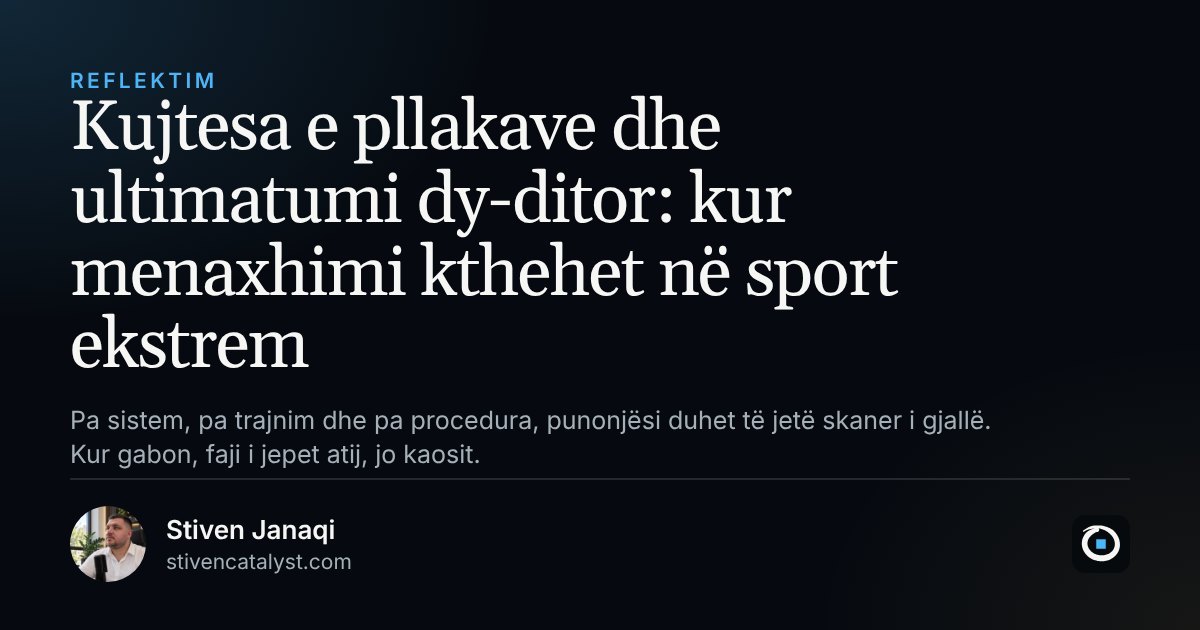 REFLEKTIM
Kujtesa e pllakave dhe
ultimatumi dy-ditor: kur
menaxhimi kthehet në sport
ekstrem
Pa sistem, pa trajnim dhe pa procedura, punonjësi duhet të jetë skaner i gjallë.
Kur gabon, faji i jepet atij, jo kaosit.
Stiven Janaqi
stivencatalyst.com